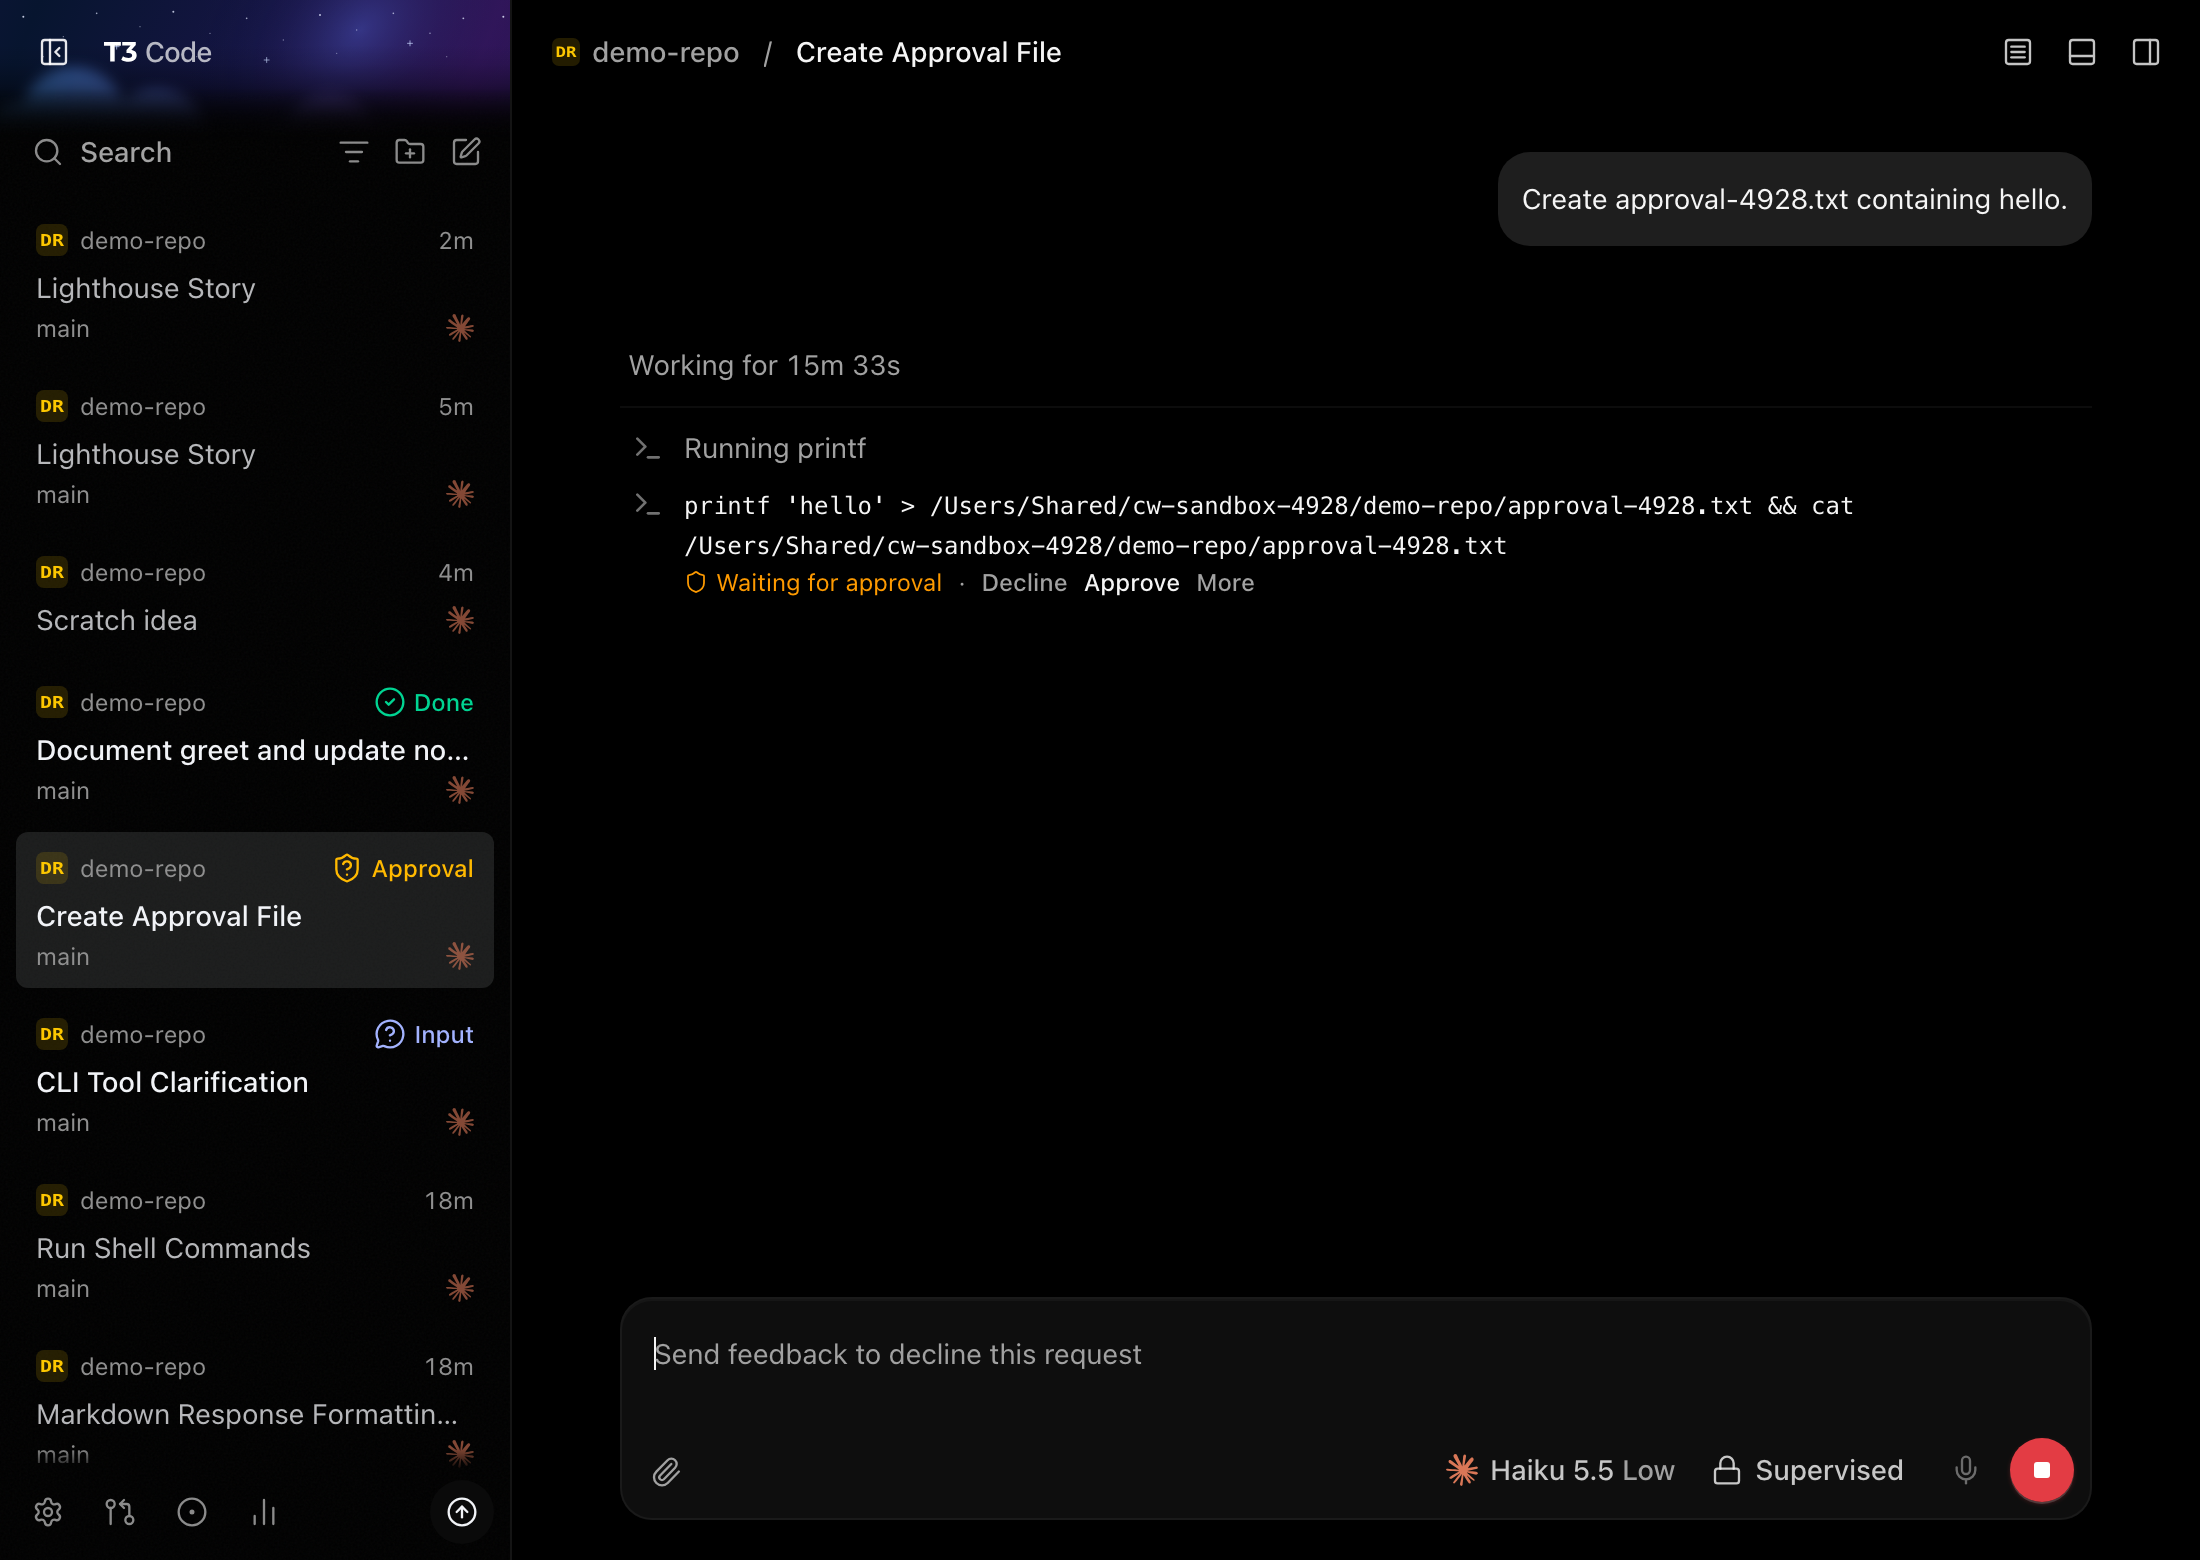 T3 Code
Search
DR demo-repo 2m
Lighthouse Story
main
DR demo-repo 5m
Lighthouse Story
main
DR demo-repo 4m
Scratch idea
DR demo-repo Done
Document greet and update no...
main
DR demo-repo Approval
Create Approval File
main
DR demo-repo Input
CLI Tool Clarification
main
DR demo-repo 18m
Run Shell Commands
main
DR demo-repo 18m
Markdown Response Formattin...
main
DR demo-repo / Create Approval File
Create approval-4928.txt containing hello.
Working for 15m 33s
Running printf
printf 'hello' > /Users/Shared/cw-sandbox-4928/demo-repo/approval-4928.txt && cat
/Users/Shared/cw-sandbox-4928/demo-repo/approval-4928.txt
Waiting for approval · Decline Approve More
Send feedback to decline this request
Haiku 5.5 Low Supervised